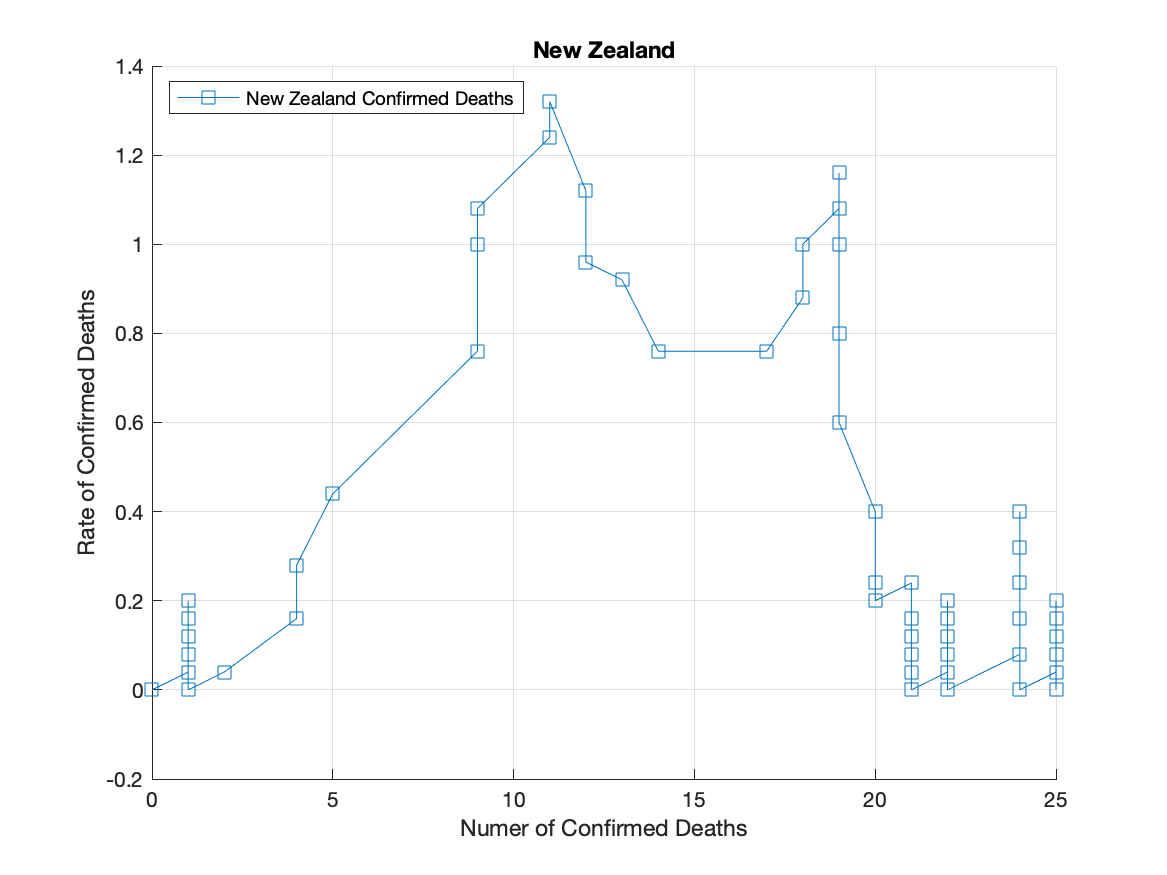 New Zealand
New Zealand Confirmed Deaths
1.4
1.2
1
0.8
0.6
0.4
0.2
0
-0.2
Rate of Confirmed Deaths
0 5 10 15 20 25
Numer of Confirmed Deaths